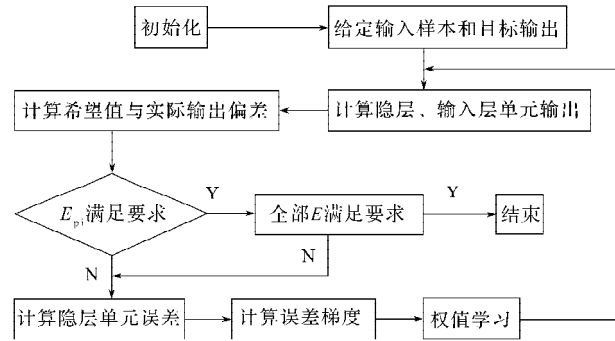 初始化
给定输入样本和目标输出
计算希望值与实际输出偏差
计算隐层、输入层单元输出
E_pi满足要求
Y
全部E满足要求
Y
结束
N
N
计算隐层单元误差
计算误差梯度
权值学习